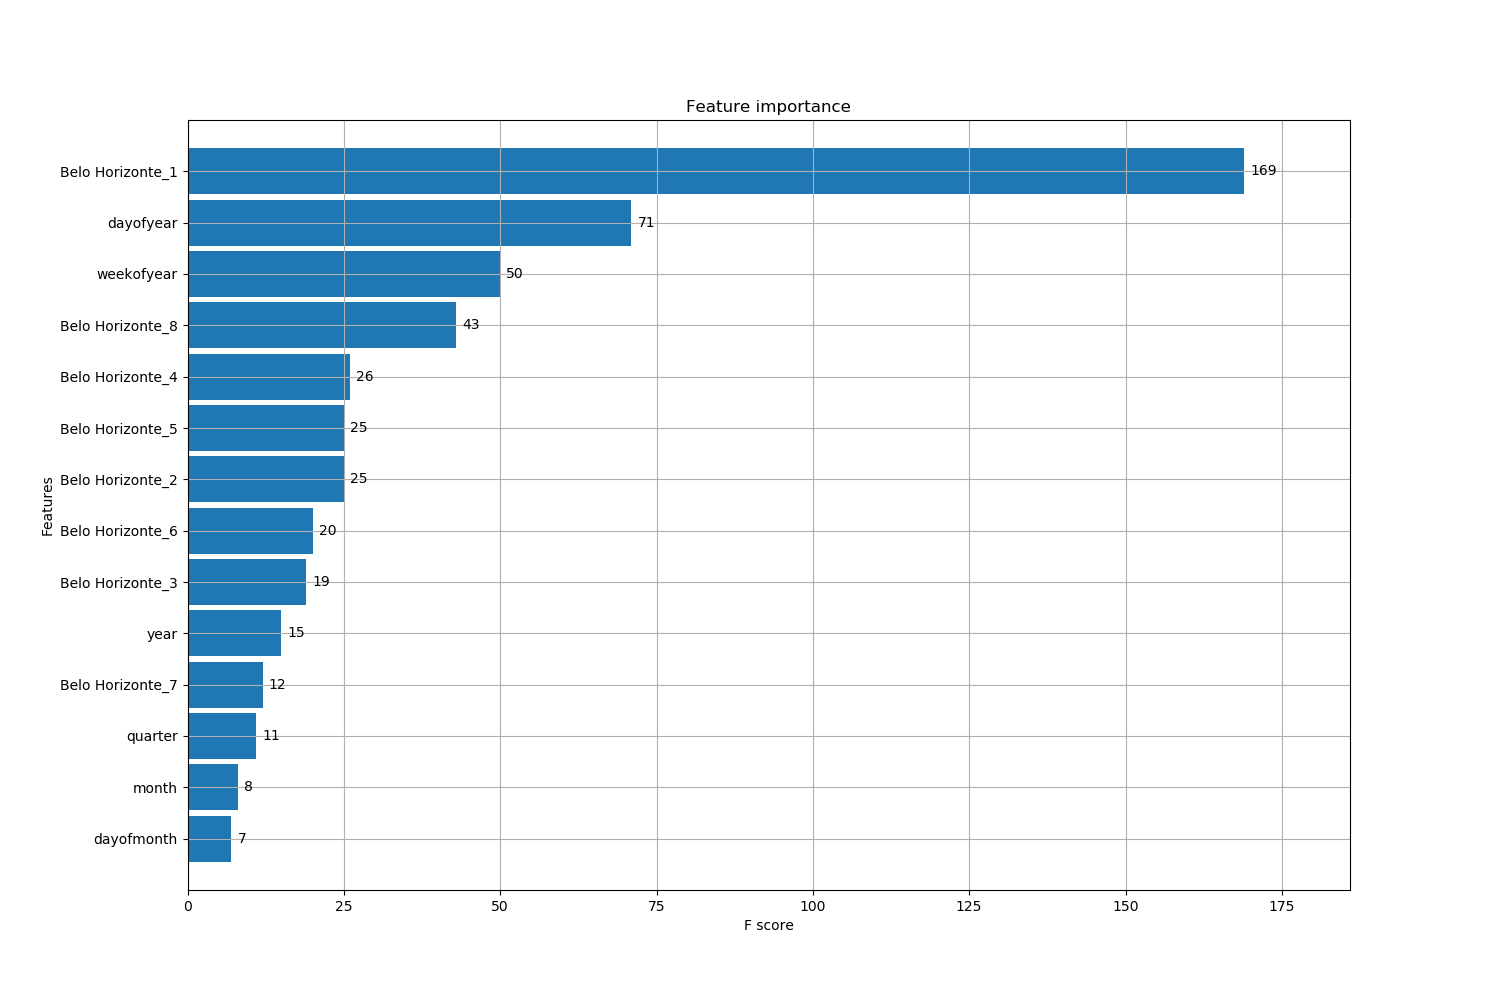 Feature importance
Belo Horizonte_1
169
dayofyear
71
weekofyear
50
Belo Horizonte_8
43
Belo Horizonte_4
26
Belo Horizonte_5
25
Belo Horizonte_2
25
Features
Belo Horizonte_6
20
Belo Horizonte_3
19
year
15
Belo Horizonte_7
12
quarter
11
month
8
dayofmonth
7
0 25 50 75 100 125 150 175
F score